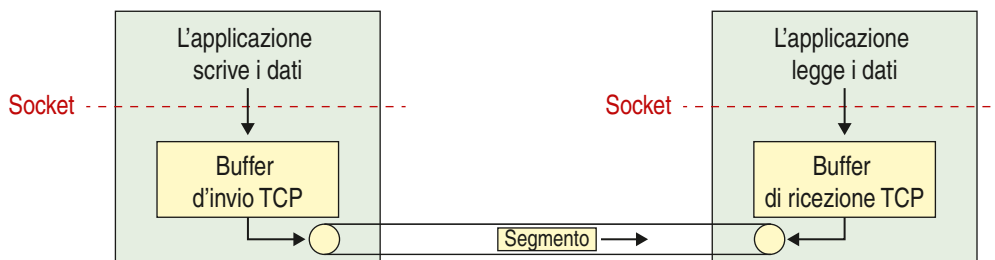 L'applicazione
scrive i dati
L'applicazione
legge i dati
Socket
Socket
Buffer
d'invio TCP
Buffer
di ricezione TCP
Segmento